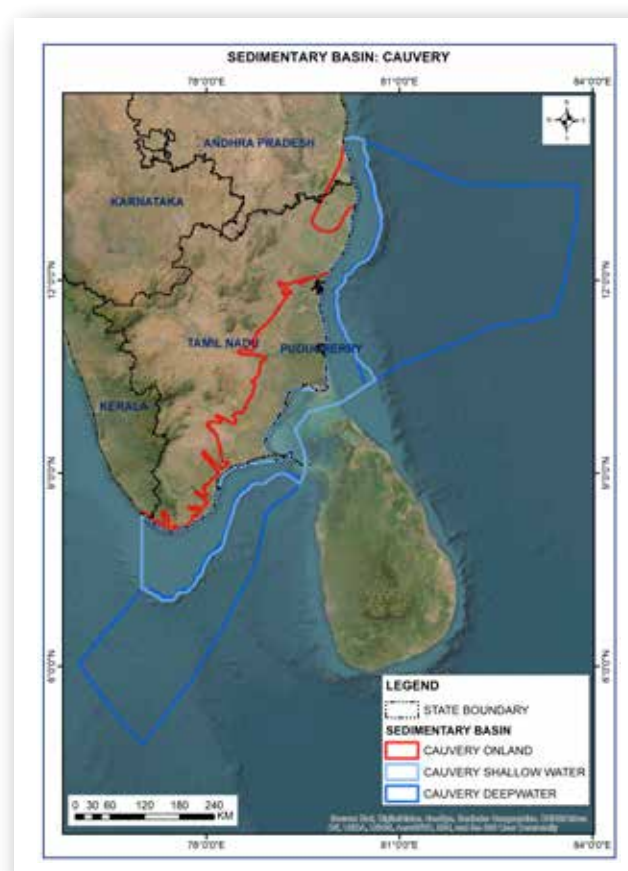 SEDIMENTARY BASIN: CAUVERY
78°0'0"E 81°0'0"E 84°0'0"E
N
ANDHRA PRADESH
KARNATAKA
12°0'0"N 12°0'0"N
TAMIL NADU PUDUCHERRY
KERALA
9°0'0"N 9°0'0"N
6°0'0"N 6°0'0"N
LEGEND
STATE BOUNDARY
SEDIMENTARY BASIN
CAUVERY ONLAND
CAUVERY SHALLOW WATER
CAUVERY DEEPWATER
0 30 60 120 180 240
KM
78°0'0"E 81°0'0"E 84°0'0"E